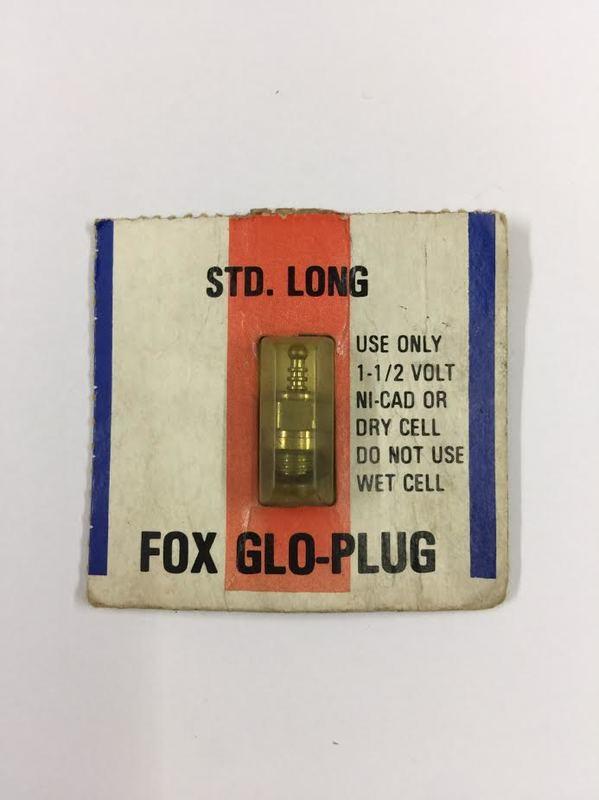 STD. LONG
USE ONLY
1-1/2 VOLT
NI-CAD OR
DRY CELL
DO NOT USE
WET CELL
FOX GLO-PLUG